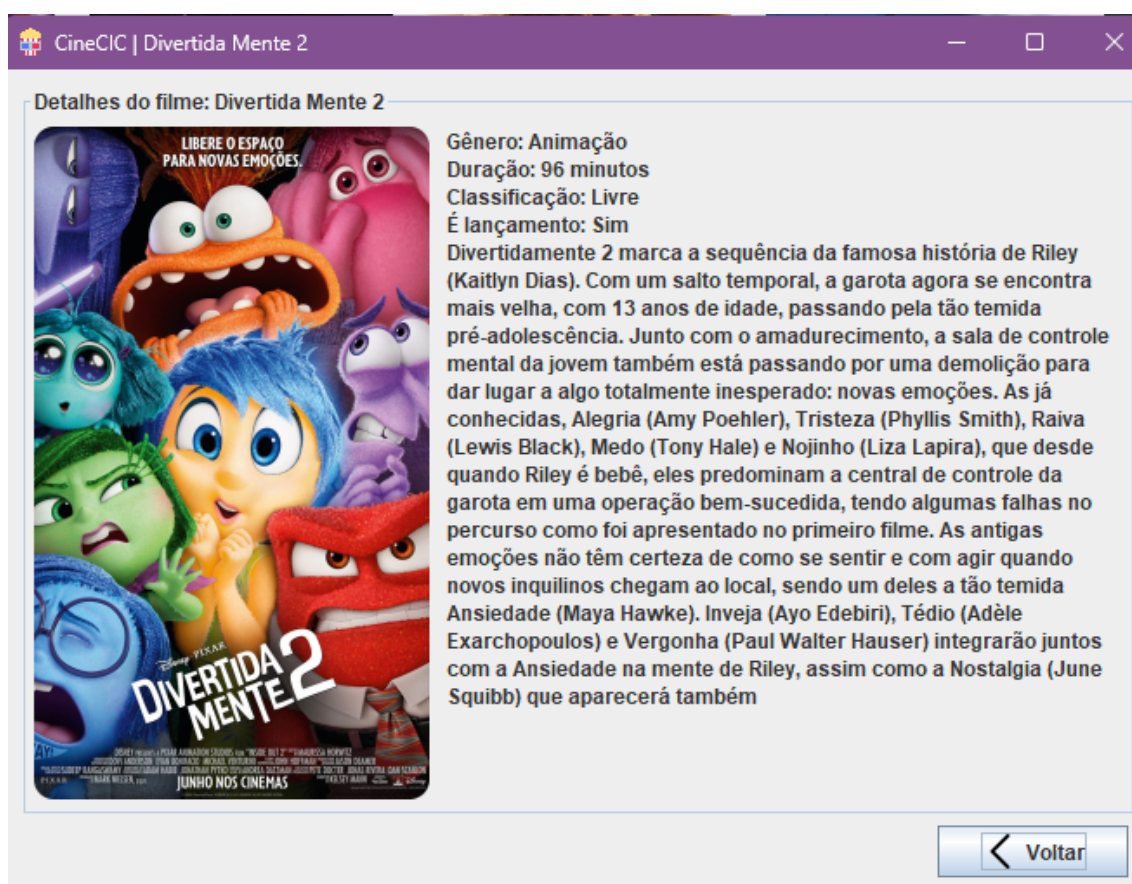 CineCIC | Divertida Mente 2
Detalhes do filme: Divertida Mente 2
LIBERE O ESPAÇO
PARA NOVAS EMOÇÕES.
Disney PIXAR
DIVERTIDA
MENTE 2
JUNHO NOS CINEMAS
Gênero: Animação
Duração: 96 minutos
Classificação: Livre
É lançamento: Sim
Divertidamente 2 marca a sequência da famosa história de Riley
(Kaitlyn Dias). Com um salto temporal, a garota agora se encontra
mais velha, com 13 anos de idade, passando pela tão temida
pré-adolescência. Junto com o amadurecimento, a sala de controle
mental da jovem também está passando por uma demolição para
dar lugar a algo totalmente inesperado: novas emoções. As já
conhecidas, Alegria (Amy Poehler), Tristeza (Phyllis Smith), Raiva
(Lewis Black), Medo (Tony Hale) e Nojinho (Liza Lapira), que desde
quando Riley é bebê, eles predominam a central de controle da
garota em uma operação bem-sucedida, tendo algumas falhas no
percurso como foi apresentado no primeiro filme. As antigas
emoções não têm certeza de como se sentir e com agir quando
novos inquilinos chegam ao local, sendo um deles a tão temida
Ansiedade (Maya Hawke). Inveja (Ayo Edebiri), Tédio (Adèle
Exarchopoulos) e Vergonha (Paul Walter Hauser) integrarão juntos
com a Ansiedade na mente de Riley, assim como a Nostalgia (June
Squibb) que aparecerá também
Voltar